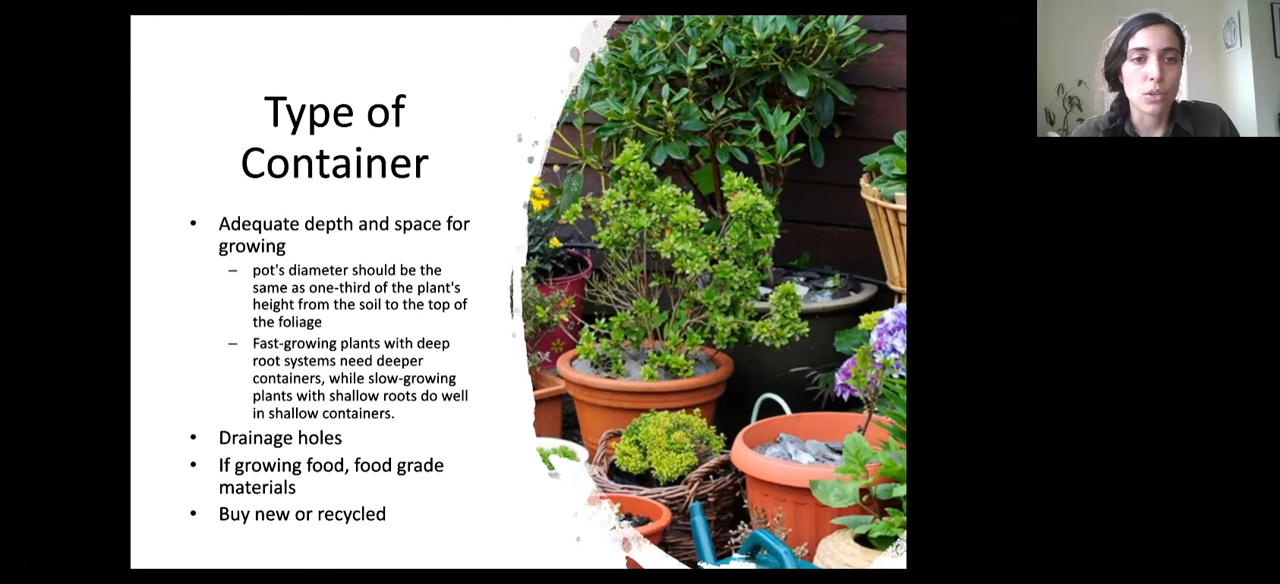 Type of
Container
• Adequate depth and space for
growing
– pot's diameter should be the
same as one-third of the plant's
height from the soil to the top of
the foliage
– Fast-growing plants with deep
root systems need deeper
containers, while slow-growing
plants with shallow roots do well
in shallow containers.
• Drainage holes
• If growing food, food grade
materials
• Buy new or recycled